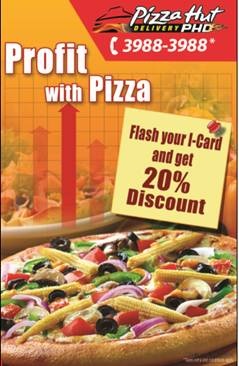 Pizza Hut
DELIVERY PHD
3988-3988*
Profit
with Pizza
Flash your I-Card
and get
20%
Discount